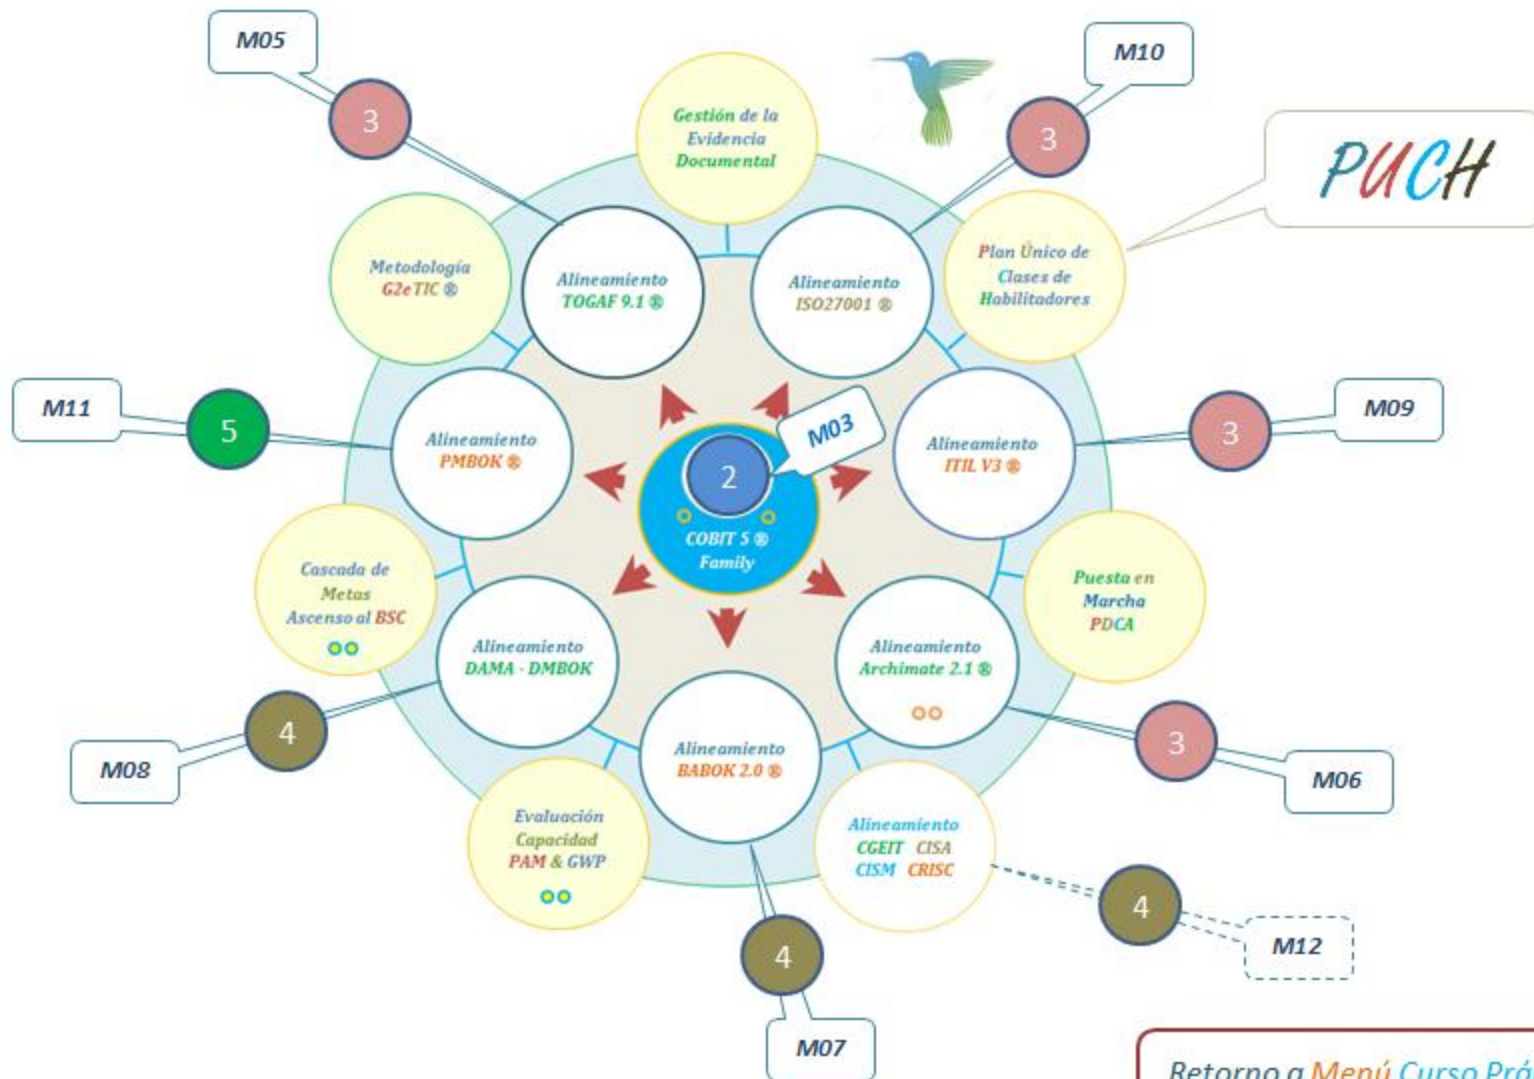 M05
M10
3
3
Gestión de la
Evidencia
Documental
PUCH
Metodología
G2eTIC ®
Alineamiento
TOGAF 9.1 ®
Alineamiento
ISO27001 ®
Plan Único de
Clases de
Habilitadores
M11
5
Alineamiento
PMBOK ®
M03
2
COBIT 5 ®
Family
Alineamiento
ITIL V3 ®
3
M09
Cascada de
Metas
Ascenso al BSC
Puesta en
Marcha
PDCA
Alineamiento
DAMA - DMBOK
Alineamiento
Archimate 2.1 ®
M08
4
Alineamiento
BABOK 2.0 ®
3
M06
Evaluación
Capacidad
PAM & GWP
Alineamiento
CGEIT CISA
CISM CRISC
4
M12
4
M07
Retorno a Menú Curso